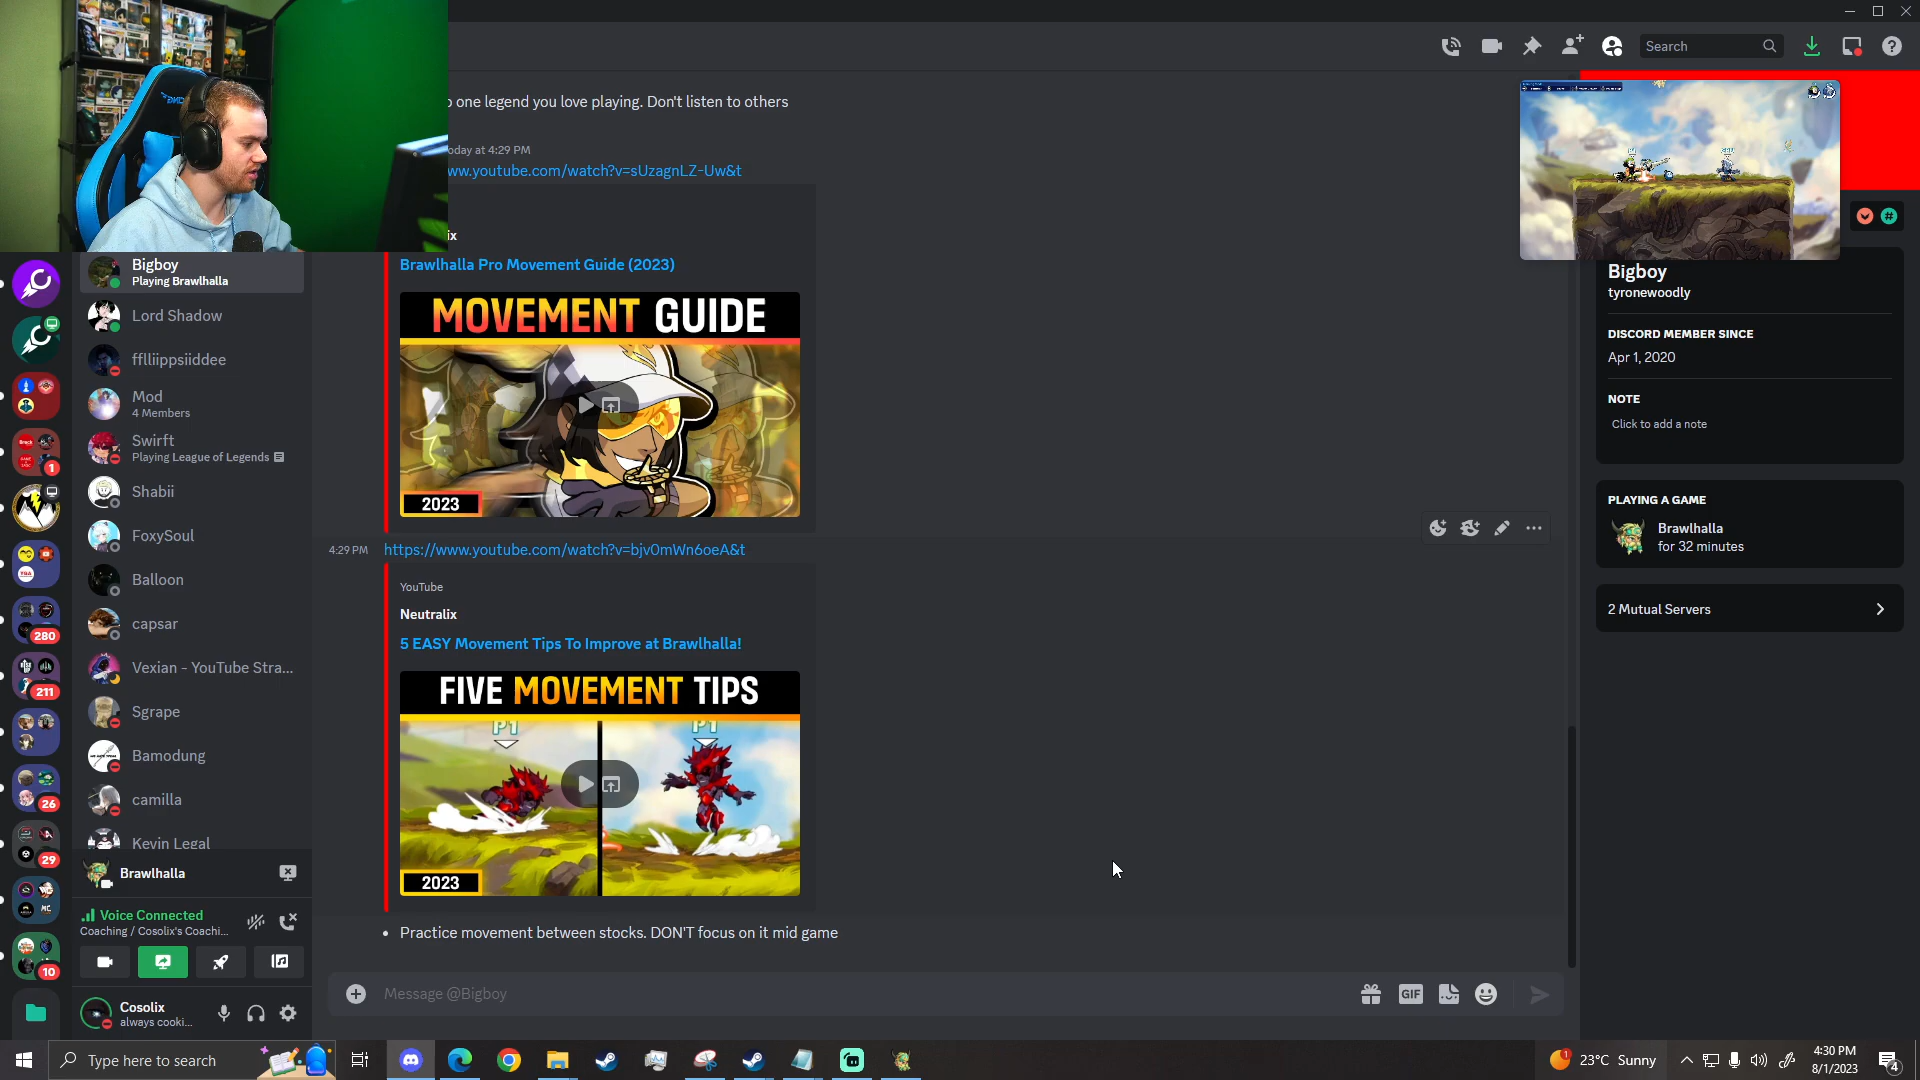 Search
one legend you love playing. Don't listen to others
oday at 4:29 PM
ww.youtube.com/watch?v=sUzagnLZ-Uw&t
ix
Brawlhalla Pro Movement Guide (2023)
MOVEMENT GUIDE
2023
4:29 PM
https://www.youtube.com/watch?v=bjv0mWn6oeA&t
YouTube
Neutralix
5 EASY Movement Tips To Improve at Brawlhalla!
FIVE MOVEMENT TIPS
P1
P1
2023
• Practice movement between stocks. DON'T focus on it mid game
Message @Bigboy
GIF
Bigboy
Playing Brawlhalla
Lord Shadow
fflliippsiiddee
Mod
4 Members
Swirft
Playing League of Legends
Shabii
FoxySoul
Balloon
capsar
Vexian - YouTube Stra...
Sgrape
Bamodung
camilla
Kevin Legal
Brawlhalla
Voice Connected
Coaching / Cosolix's Coachi...
Cosolix
always cooki...
1
280
211
26
29
10
Bigboy
tyronewoodly
DISCORD MEMBER SINCE
Apr 1, 2020
NOTE
Click to add a note
PLAYING A GAME
Brawlhalla
for 32 minutes
2 Mutual Servers
Type here to search
1
23°C Sunny
4:30 PM
8/1/2023
4